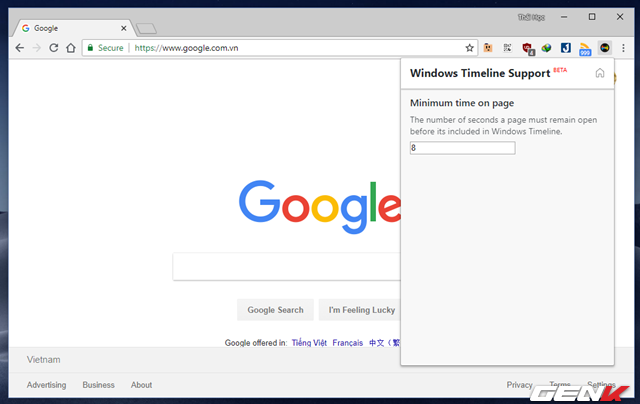 Thái Học
Google
Secure
https://www.google.com.vn
4
999
Windows Timeline Support BETA
Minimum time on page
The number of seconds a page must remain open
before its included in Windows Timeline.
8
Google
Google Search
I'm Feeling Lucky
Google offered in: Tiếng Việt Français 中文 (繁
Vietnam
Advertising Business About
Privacy Terms Settings
GENK